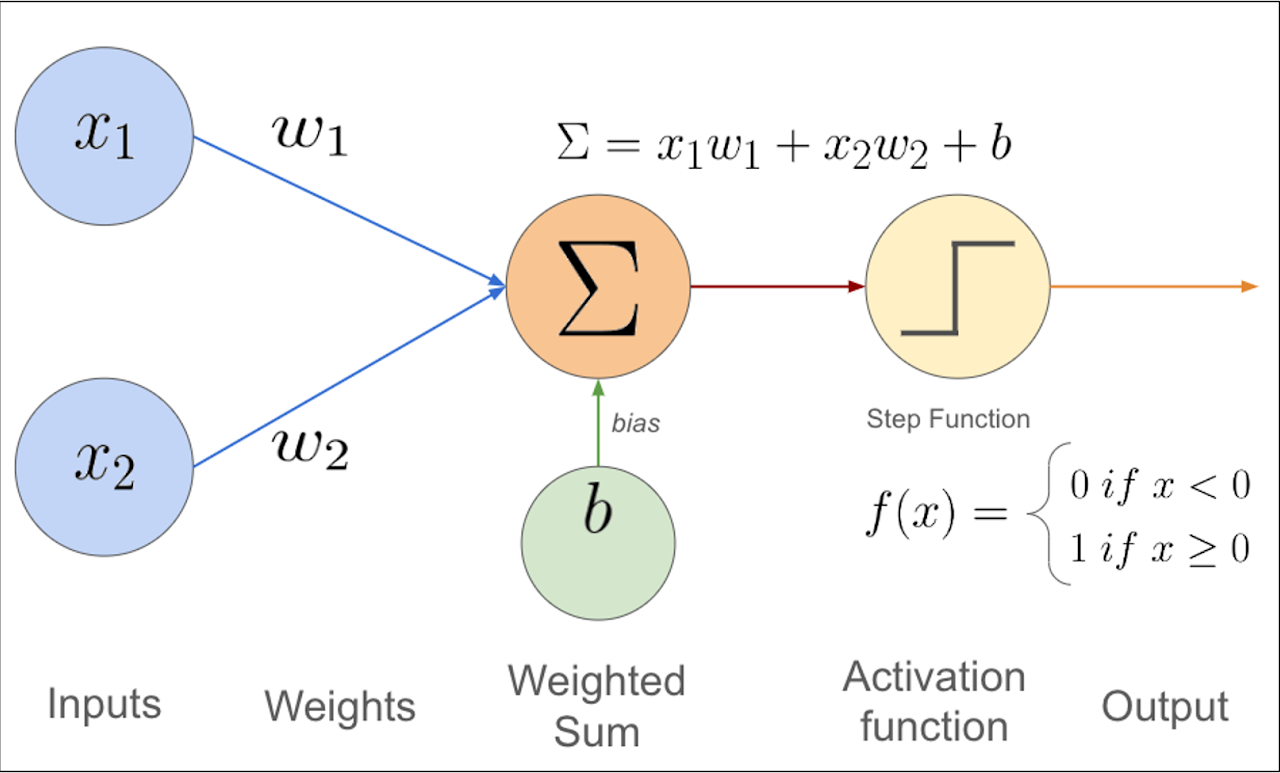 x₁
w₁
Σ = x₁w₁ + x₂w₂ + b
Σ
x₂
w₂
bias
b
Step Function
f(x) = { 0 if x < 0
1 if x ≥ 0
Inputs
Weights
Weighted
Sum
Activation
function
Output